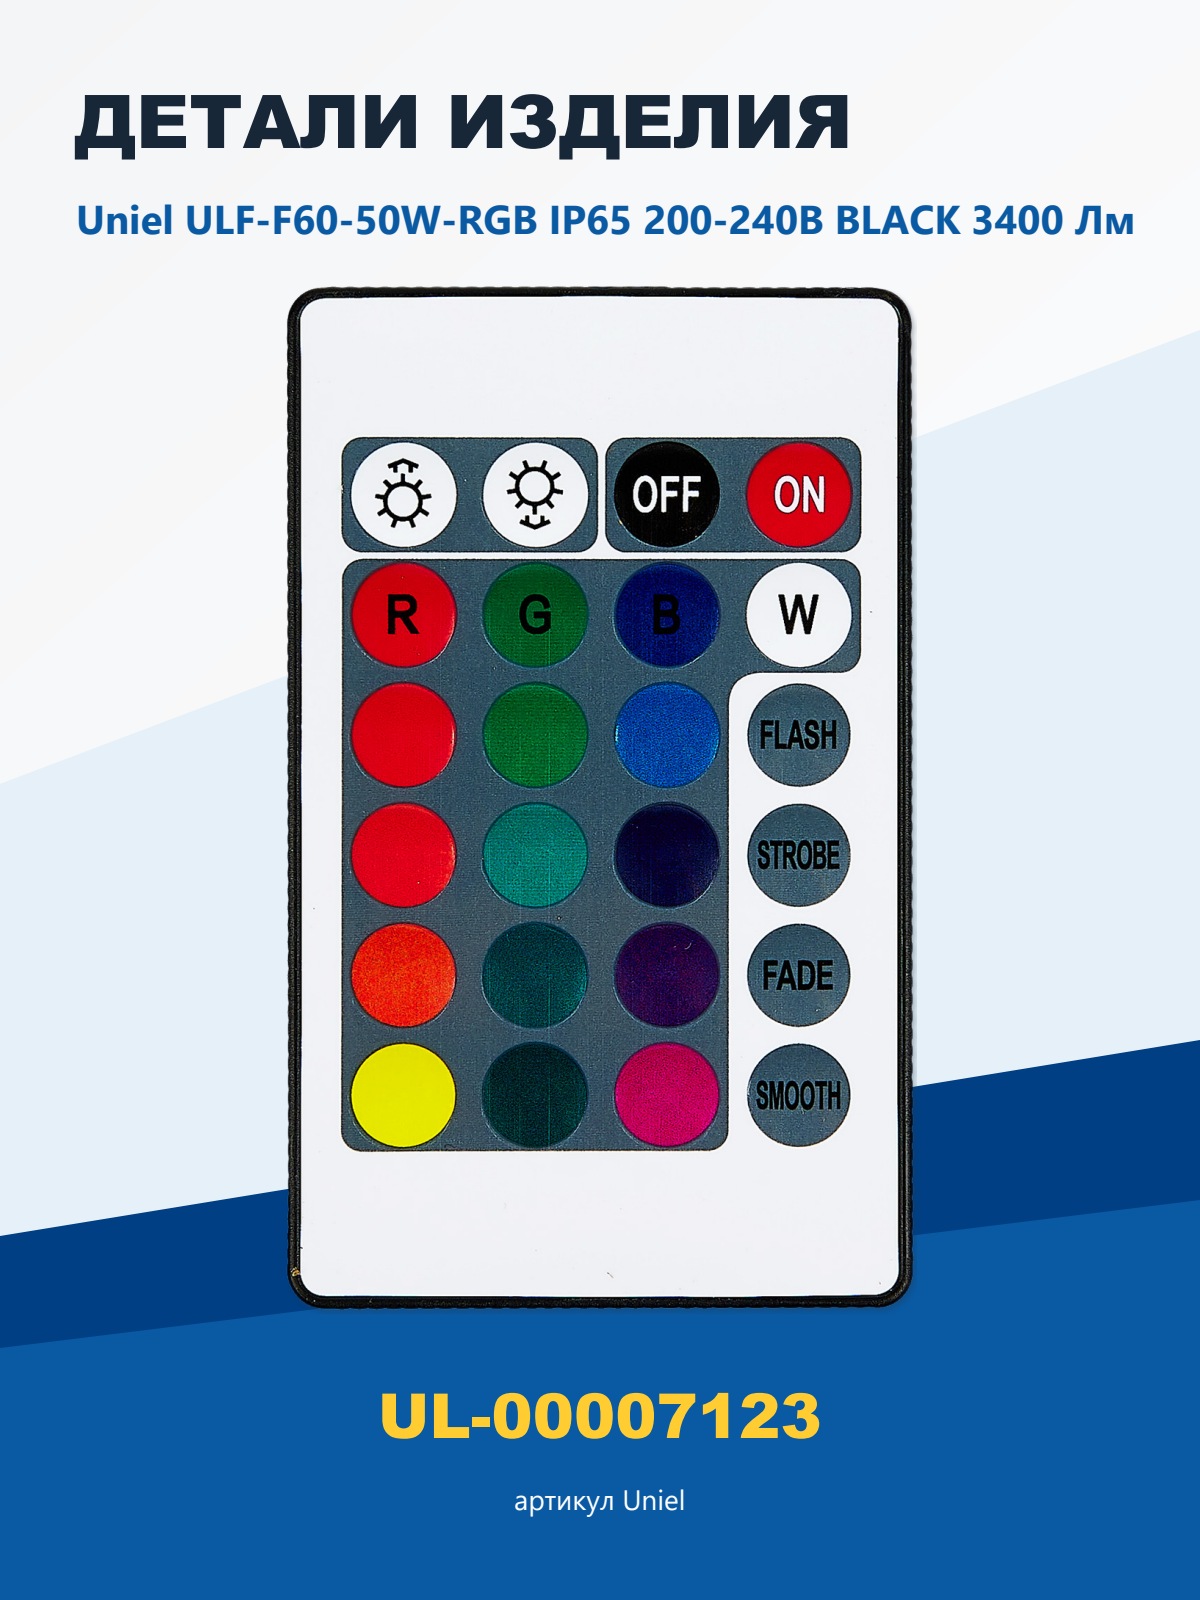 ДЕТАЛИ ИЗДЕЛИЯ
Uniel ULF-F60-50W-RGB IP65 200-240В BLACK 3400 Лм
OFF ON
R G B W
FLASH
STROBE
FADE
SMOOTH
UL-00007123
артикул Uniel